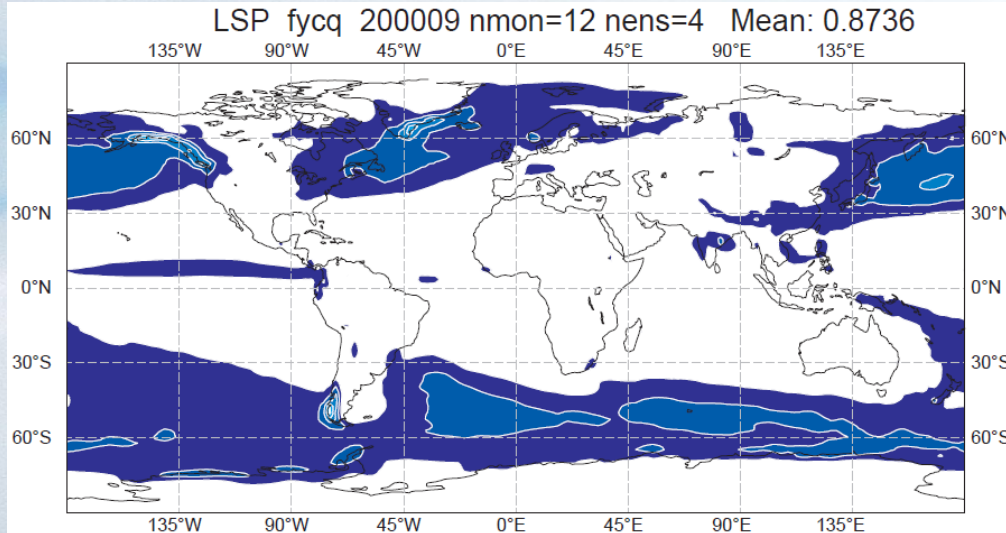 LSP fycq 200009 nmon=12 nens=4 Mean: 0.8736
135°W 90°W 45°W 0°E 45°E 90°E 135°E
60°N 60°N
30°N 30°N
0°N 0°N
30°S 30°S
60°S 60°S
135°W 90°W 45°W 0°E 45°E 90°E 135°E